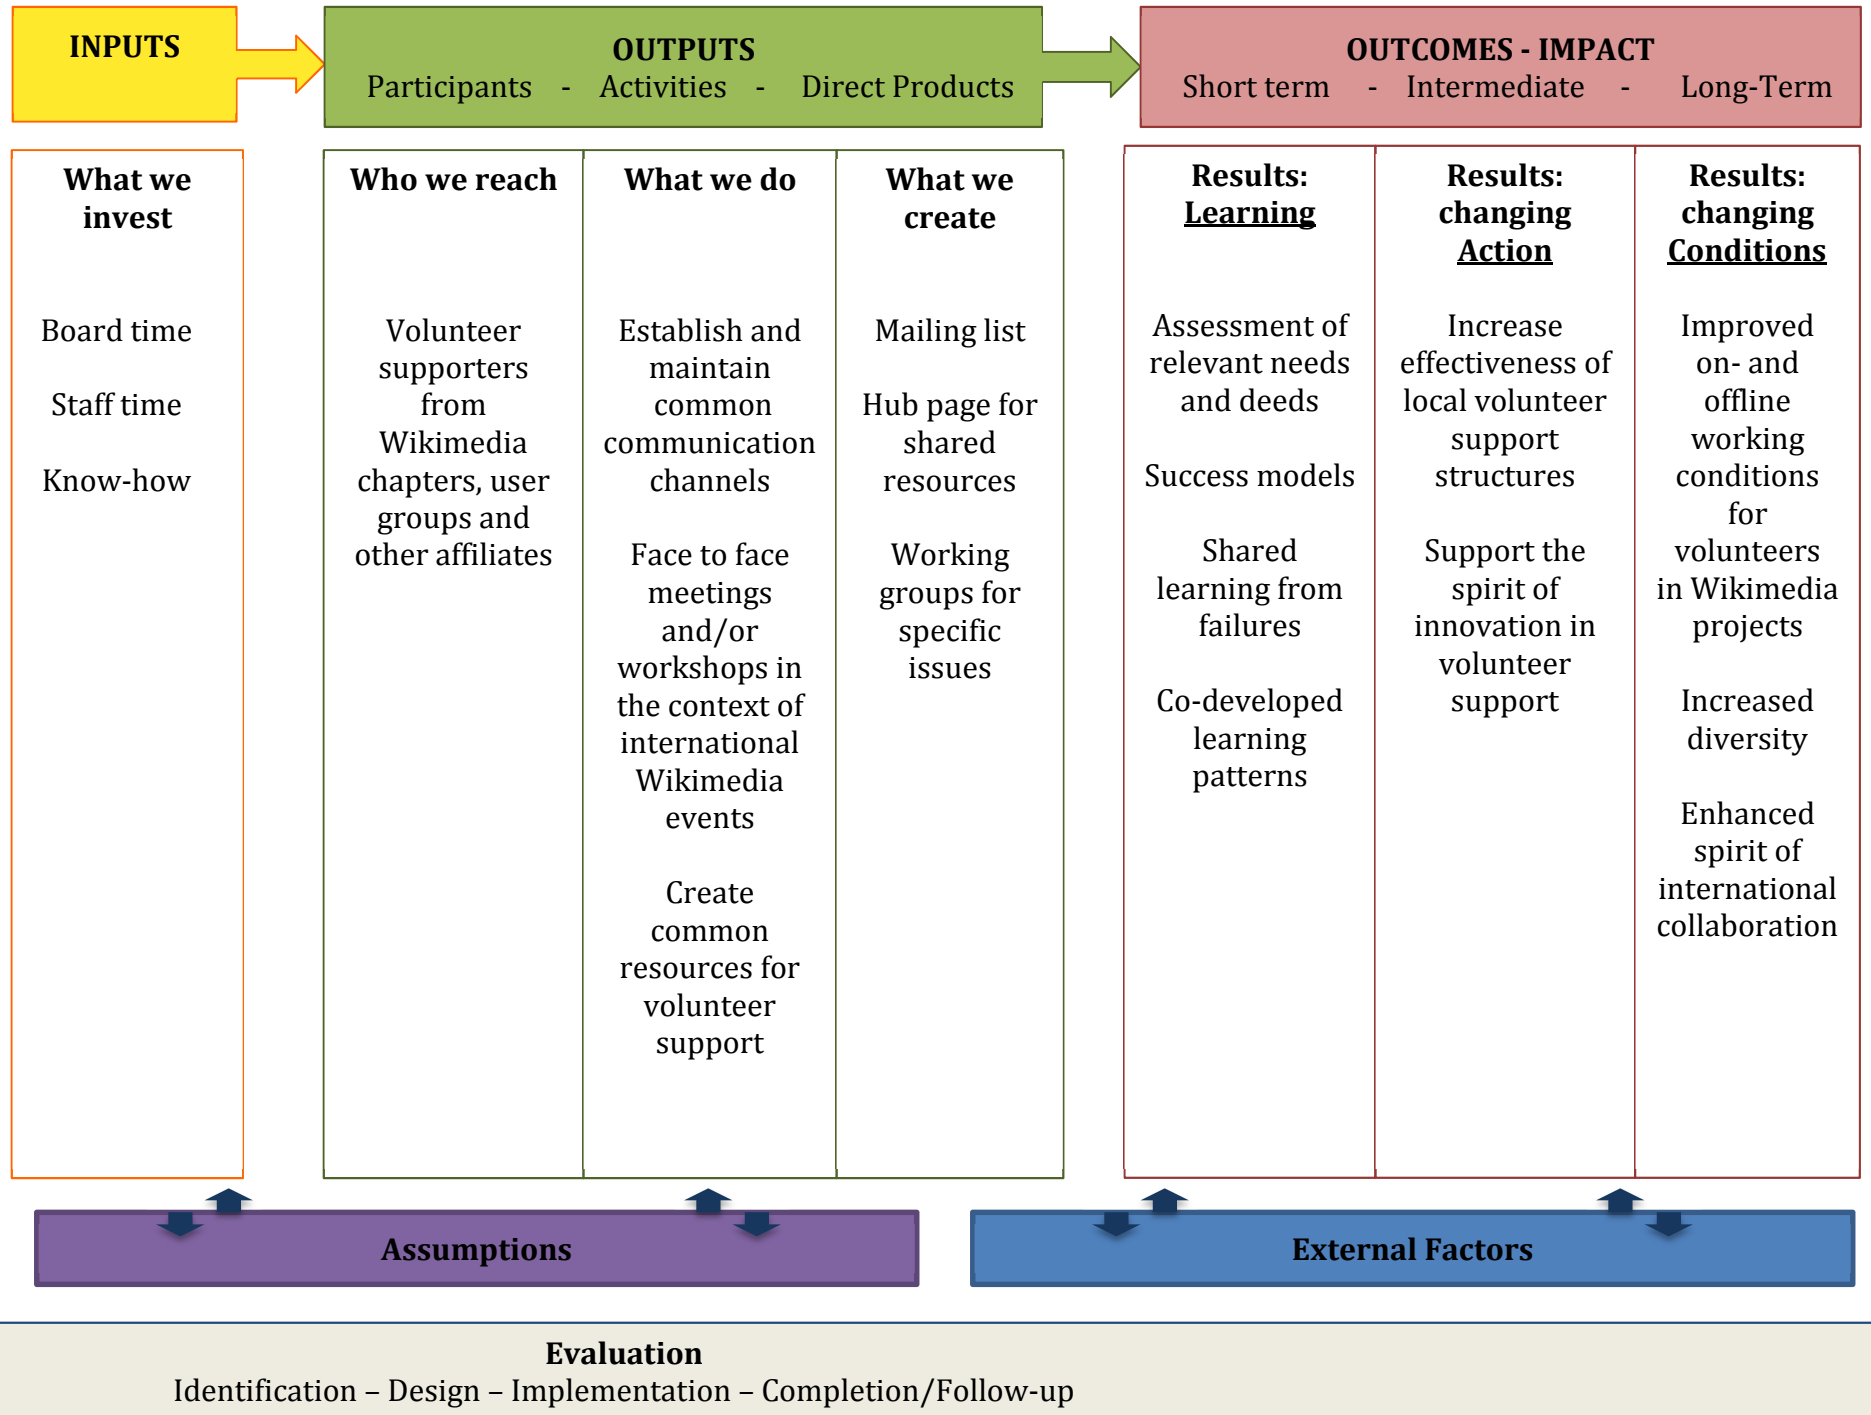 INPUTS
OUTPUTS
Participants - Activities - Direct Products
OUTCOMES - IMPACT
Short term - Intermediate - Long-Term
What we
invest
Board time
Staff time
Know-how
Who we reach
Volunteer
supporters
from
Wikimedia
chapters, user
groups and
other affiliates
What we do
Establish and
maintain
common
communication
channels
Face to face
meetings
and/or
workshops in
the context of
international
Wikimedia
events
Create
common
resources for
volunteer
support
What we
create
Mailing list
Hub page for
shared
resources
Working
groups for
specific
issues
Results:
Learning
Assessment of
relevant needs
and deeds
Success models
Shared
learning from
failures
Co-developed
learning
patterns
Results:
changing
Action
Increase
effectiveness of
local volunteer
support
structures
Support the
spirit of
innovation in
volunteer
support
Results:
changing
Conditions
Improved
on- and
offline
working
conditions
for
volunteers
in Wikimedia
projects
Increased
diversity
Enhanced
spirit of
international
collaboration
Assumptions
External Factors
Evaluation
Identification – Design – Implementation – Completion/Follow-up